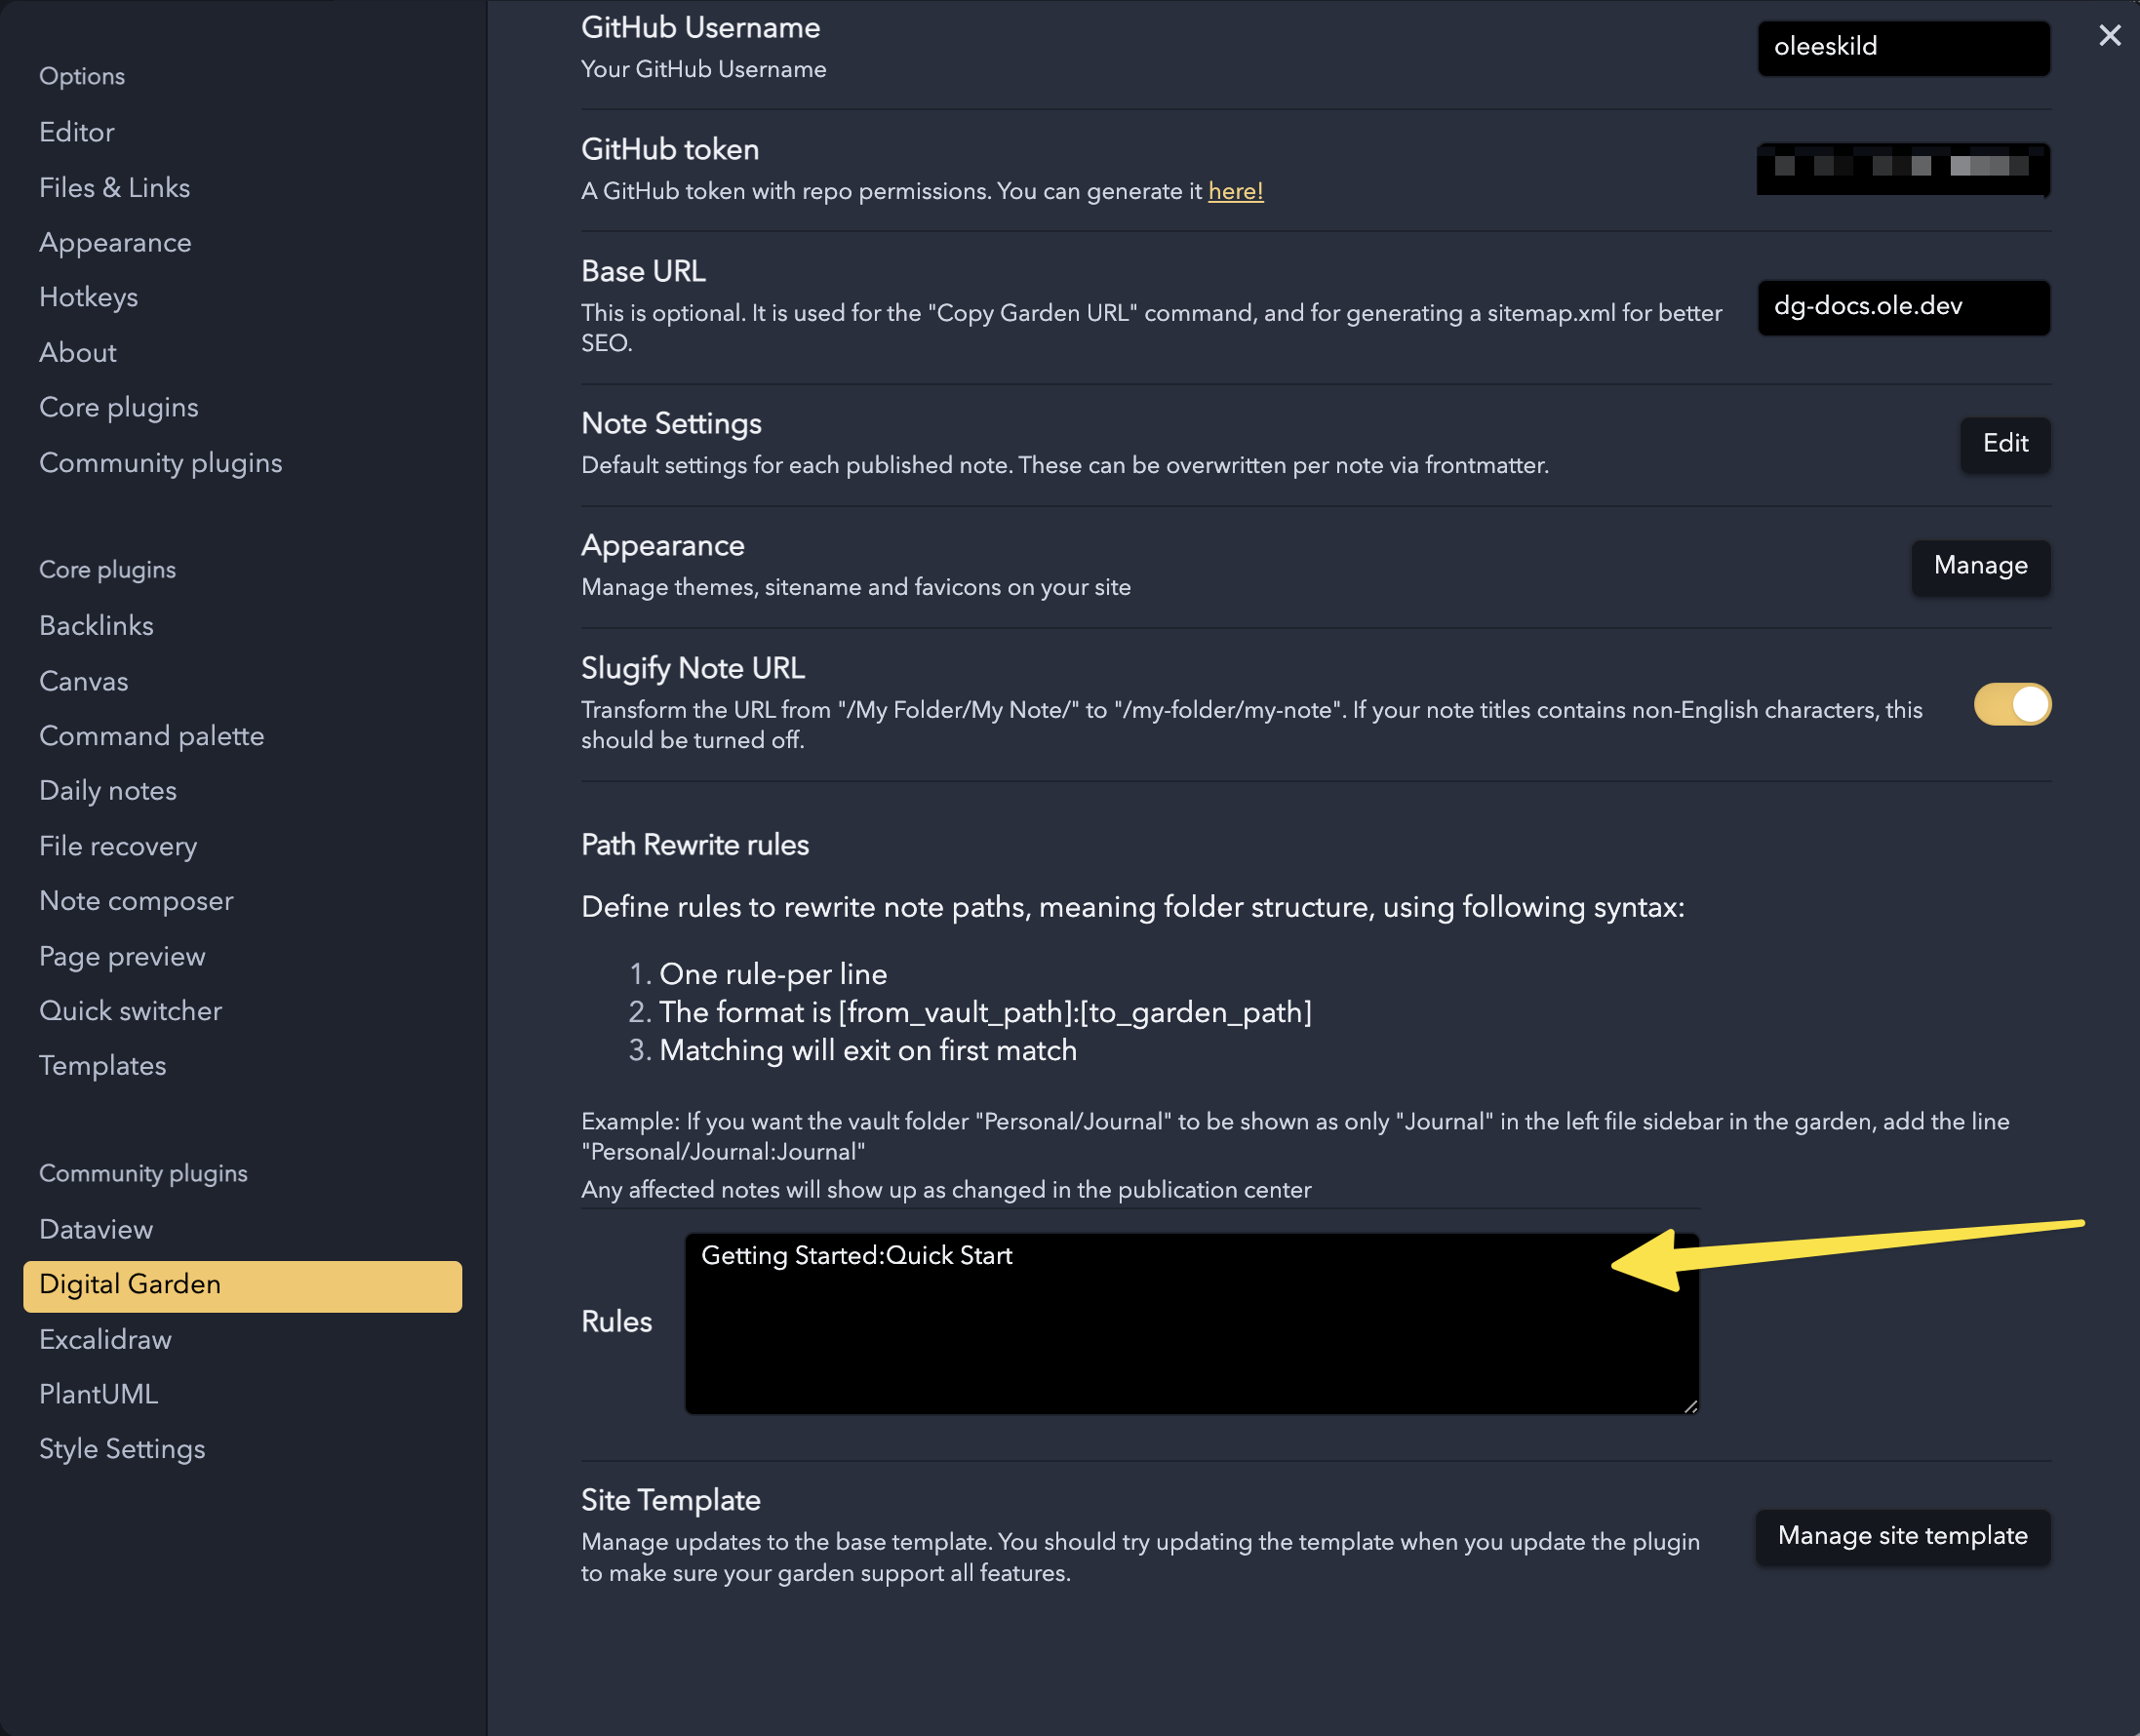 Options
Editor
Files & Links
Appearance
Hotkeys
About
Core plugins
Community plugins
Core plugins
Backlinks
Canvas
Command palette
Daily notes
File recovery
Note composer
Page preview
Quick switcher
Templates
Community plugins
Dataview
Digital Garden
Excalidraw
PlantUML
Style Settings
GitHub Username
Your GitHub Username
oleeskild
GitHub token
A GitHub token with repo permissions. You can generate it here!
Base URL
This is optional. It is used for the "Copy Garden URL" command, and for generating a sitemap.xml for better
SEO.
dg-docs.ole.dev
Note Settings
Default settings for each published note. These can be overwritten per note via frontmatter.
Edit
Appearance
Manage themes, sitename and favicons on your site
Manage
Slugify Note URL
Transform the URL from "/My Folder/My Note/" to "/my-folder/my-note". If your note titles contains non-English characters, this
should be turned off.
Path Rewrite rules
Define rules to rewrite note paths, meaning folder structure, using following syntax:
1. One rule-per line
2. The format is [from_vault_path]:[to_garden_path]
3. Matching will exit on first match
Example: If you want the vault folder "Personal/Journal" to be shown as only "Journal" in the left file sidebar in the garden, add the line
"Personal/Journal:Journal"
Any affected notes will show up as changed in the publication center
Rules
Getting Started:Quick Start
Site Template
Manage updates to the base template. You should try updating the template when you update the plugin
to make sure your garden support all features.
Manage site template